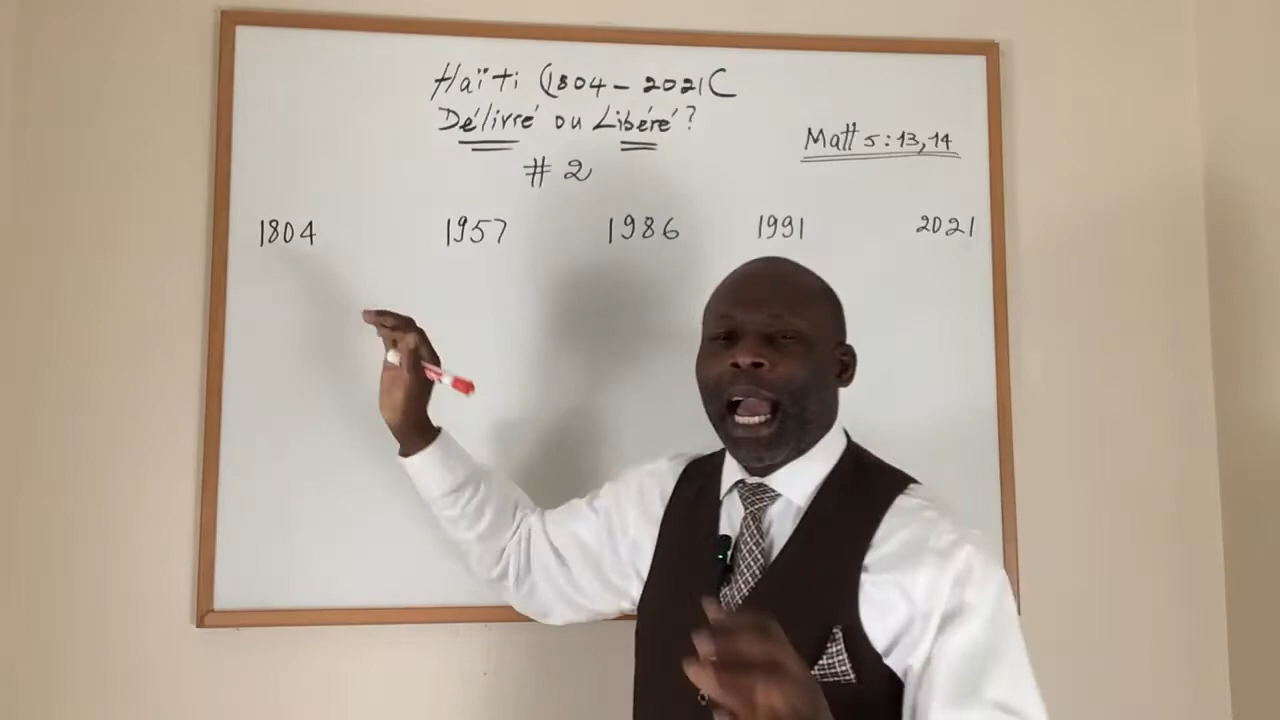 Haïti (1804 - 2021(
Délivré ou Libéré ?
# 2
Matt 5:13,14
1804 1957 1986 1991 2021